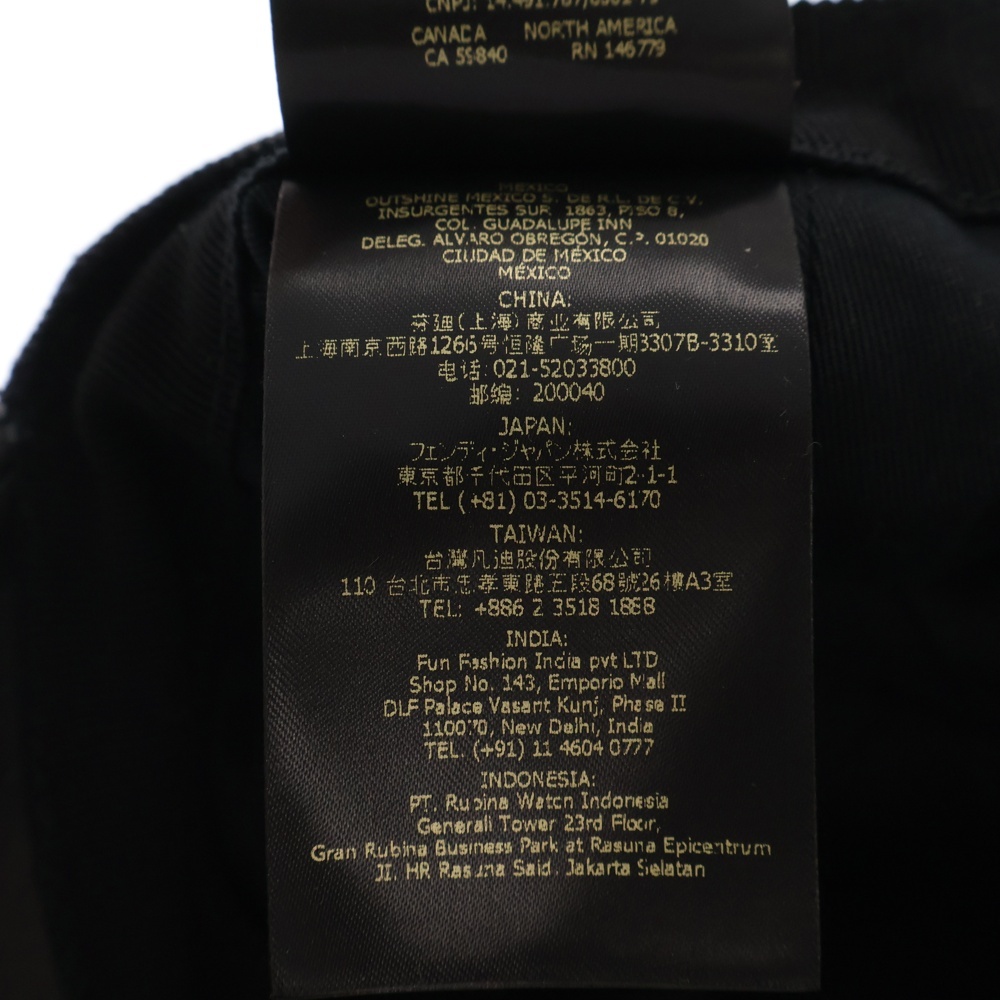 CANADA NORTH AMERICA
CA 59840 RN 146779
MÉXICO
OUTSHINE MÉXICO S. DE R.L. DE C.V.
INSURGENTES SUR 1863, PISO 8,
COL. GUADALUPE INN
DELEG. ALVARO OBREGÓN, C.P. 01020
CIUDAD DE MÉXICO
MÉXICO
CHINA:
芬迪(上海)商业有限公司
上海南京西路1266号恒隆广场一期3307B-3310室
电话:021-52033800
邮编: 200040
JAPAN:
フェンディ・ジャパン株式会社
東京都千代田区平河町2-1-1
TEL (+81) 03-3514-6170
TAIWAN:
台灣凡迪股份有限公司
110 台北市忠孝東路五段68號26樓A3室
TEL: +886 2 3518 1888
INDIA:
Fun Fashion India pvt LTD
Shop No. 143, Emporio Mall
DLF Palace Vasant Kunj, Phase II
110070, New Delhi, India
TEL. (+91) 11 4604 0777
INDONESIA:
PT. Rubina Watch Indonesia
Generali Tower 23rd Floor,
Gran Rubina Business Park at Rasuna Epicentrum
Jl. HR Rasuna Said. Jakarta Selatan